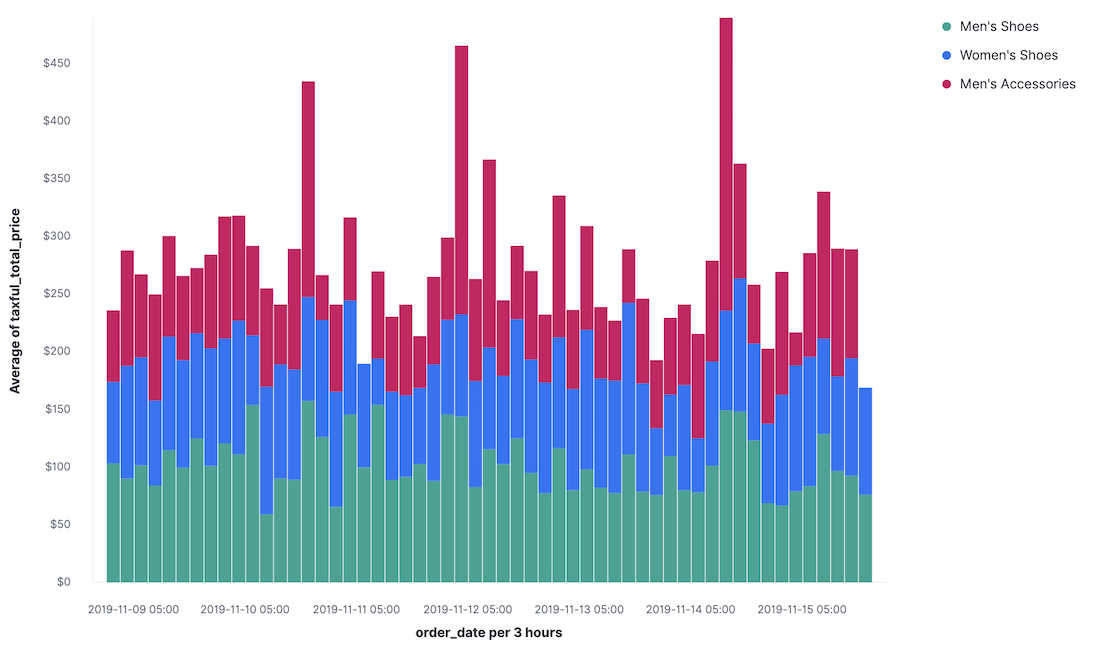 Men's Shoes
Women's Shoes
Men's Accessories
Average of taxful_total_price
$450
$400
$350
$300
$250
$200
$150
$100
$50
$0
2019-11-09 05:00 2019-11-10 05:00 2019-11-11 05:00 2019-11-12 05:00 2019-11-13 05:00 2019-11-14 05:00 2019-11-15 05:00
order_date per 3 hours